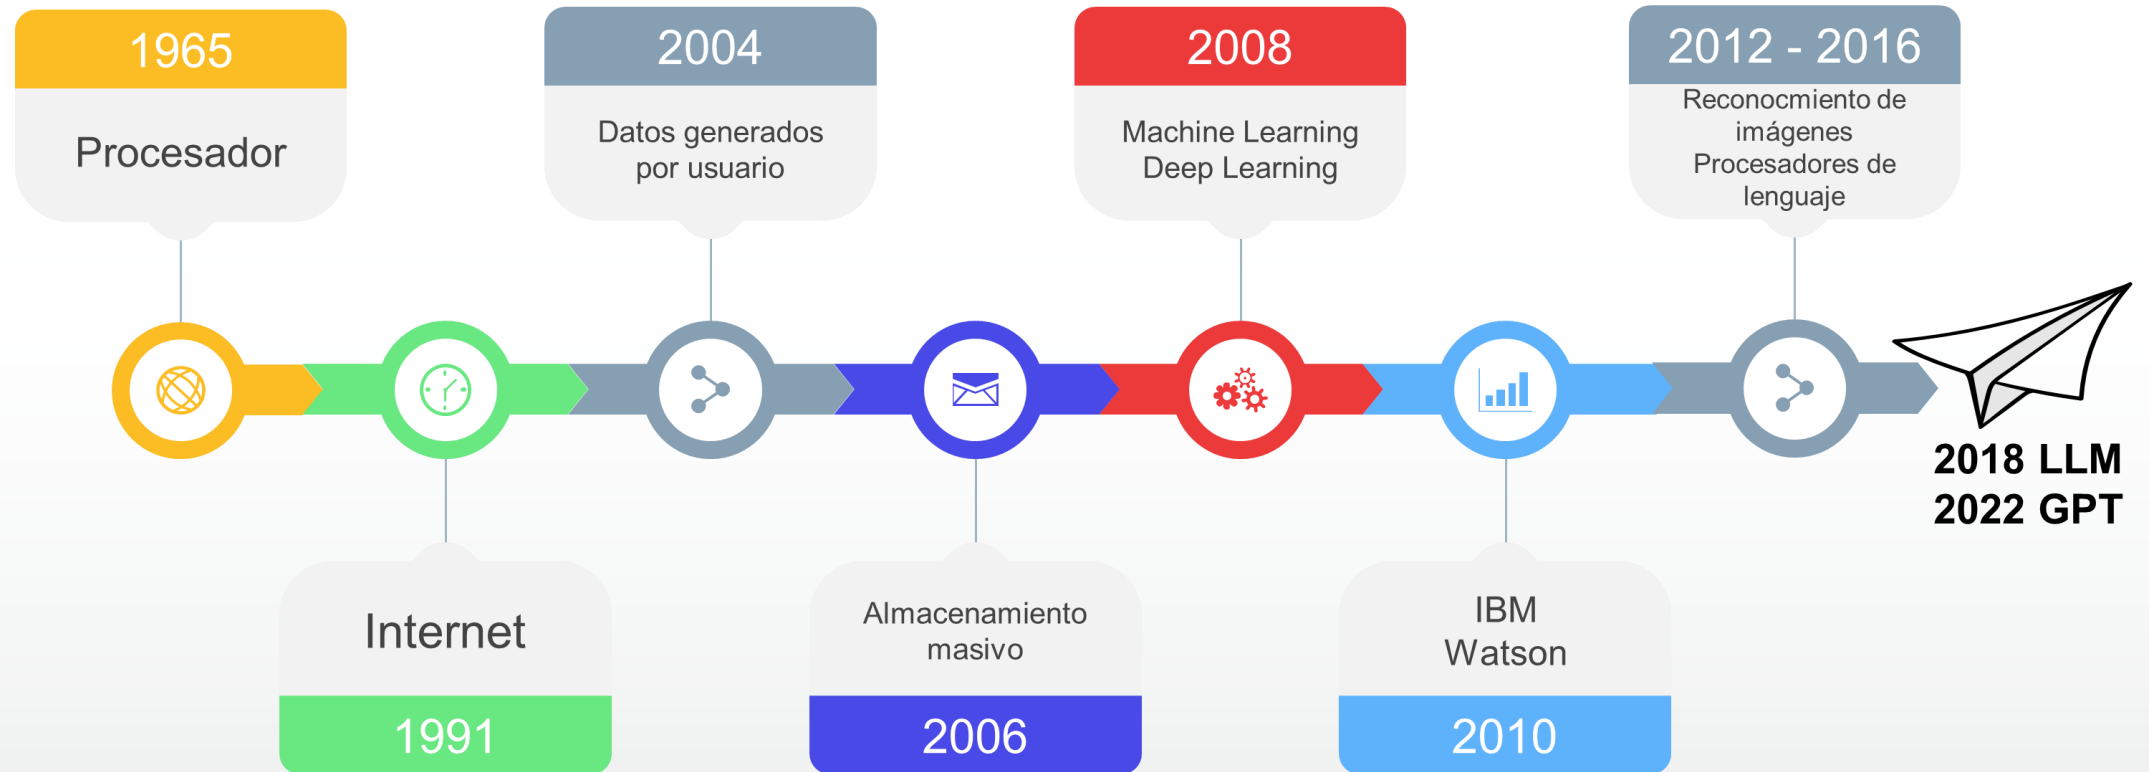 1965
Procesador
Internet
1991
2004
Datos generados
por usuario
Almacenamiento
masivo
2006
2008
Machine Learning
Deep Learning
IBM
Watson
2010
2012 - 2016
Reconocmiento de
imágenes
Procesadores de
lenguaje
2018 LLM
2022 GPT